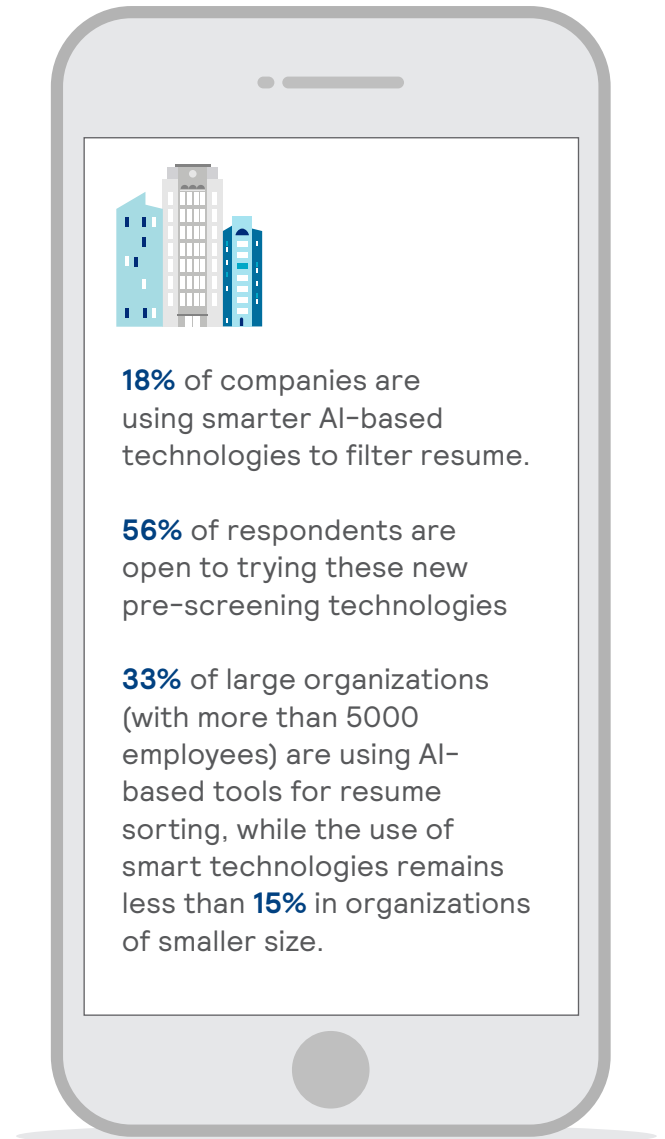 18% of companies are
using smarter AI-based
technologies to filter resume.
56% of respondents are
open to trying these new
pre-screening technologies
33% of large organizations
(with more than 5000
employees) are using AI-
based tools for resume
sorting, while the use of
smart technologies remains
less than 15% in organizations
of smaller size.